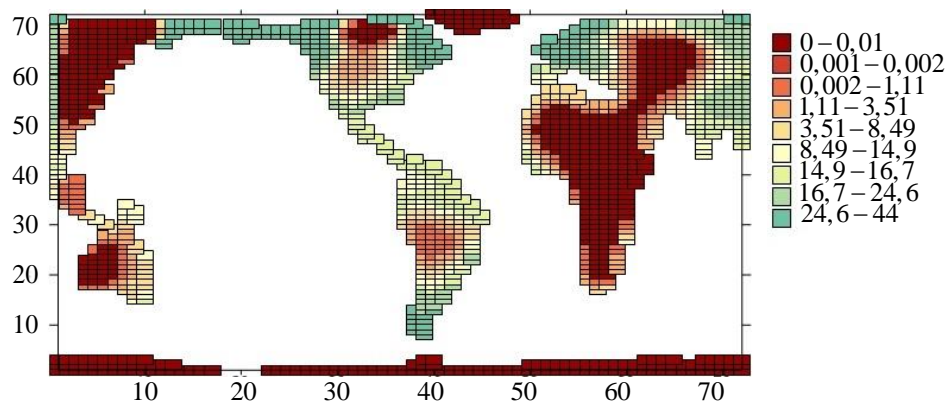 70
60
50
40
30
20
10
10 20 30 40 50 60 70
0 – 0,01
0,001 – 0,002
0,002 – 1,11
1,11 – 3,51
3,51 – 8,49
8,49 – 14,9
14,9 – 16,7
16,7 – 24,6
24,6 – 44